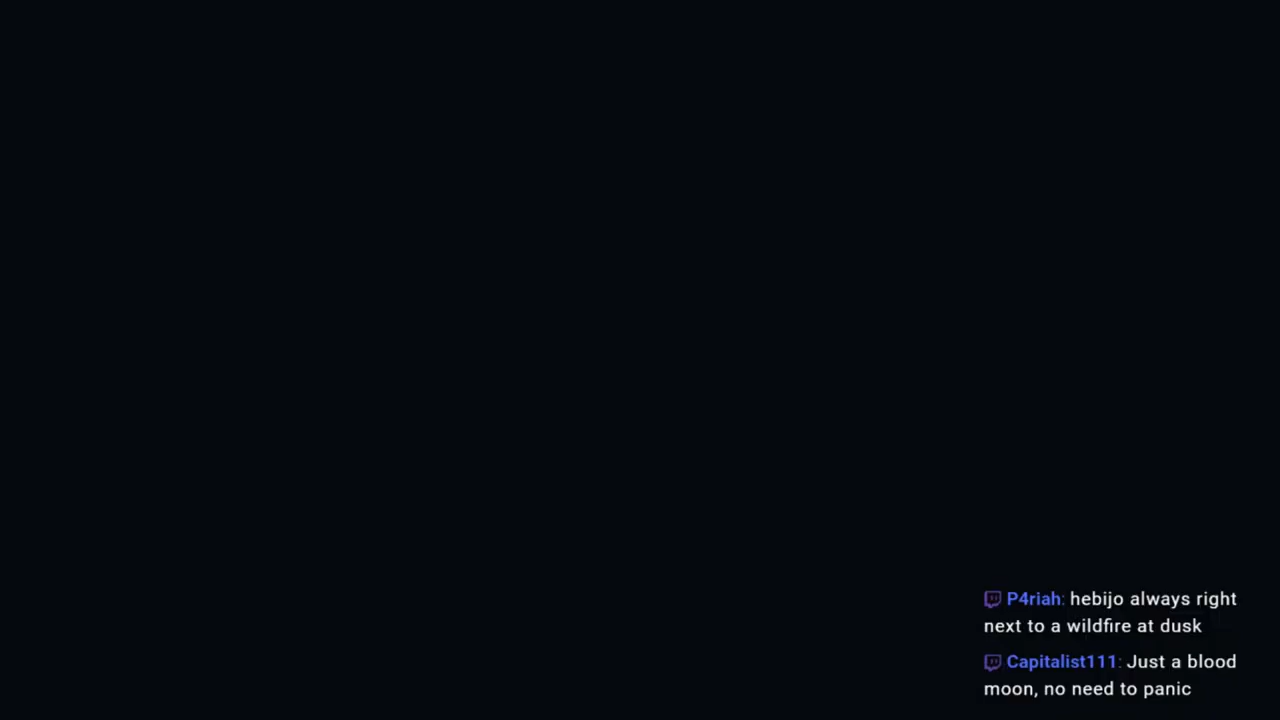 P4riah: hebijo always right
next to a wildfire at dusk
Capitalist111: Just a blood
moon, no need to panic